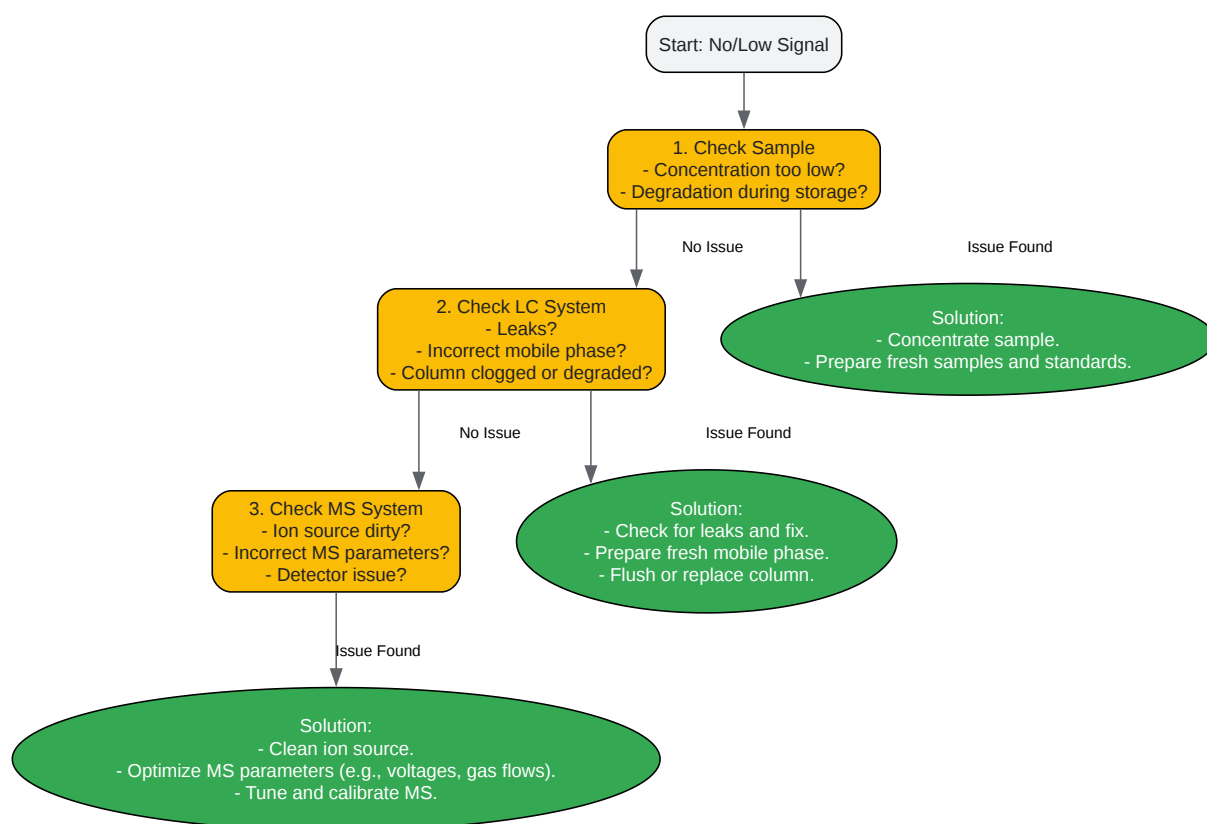 Start: No/Low Signal
1. Check Sample
- Concentration too low?
- Degradation during storage?
No Issue
Issue Found
2. Check LC System
- Leaks?
- Incorrect mobile phase?
- Column clogged or degraded?
Solution:
- Concentrate sample.
- Prepare fresh samples and standards.
No Issue
Issue Found
3. Check MS System
- Ion source dirty?
- Incorrect MS parameters?
- Detector issue?
Solution:
- Check for leaks and fix.
- Prepare fresh mobile phase.
- Flush or replace column.
Issue Found
Solution:
- Clean ion source.
- Optimize MS parameters (e.g., voltages, gas flows).
- Tune and calibrate MS.